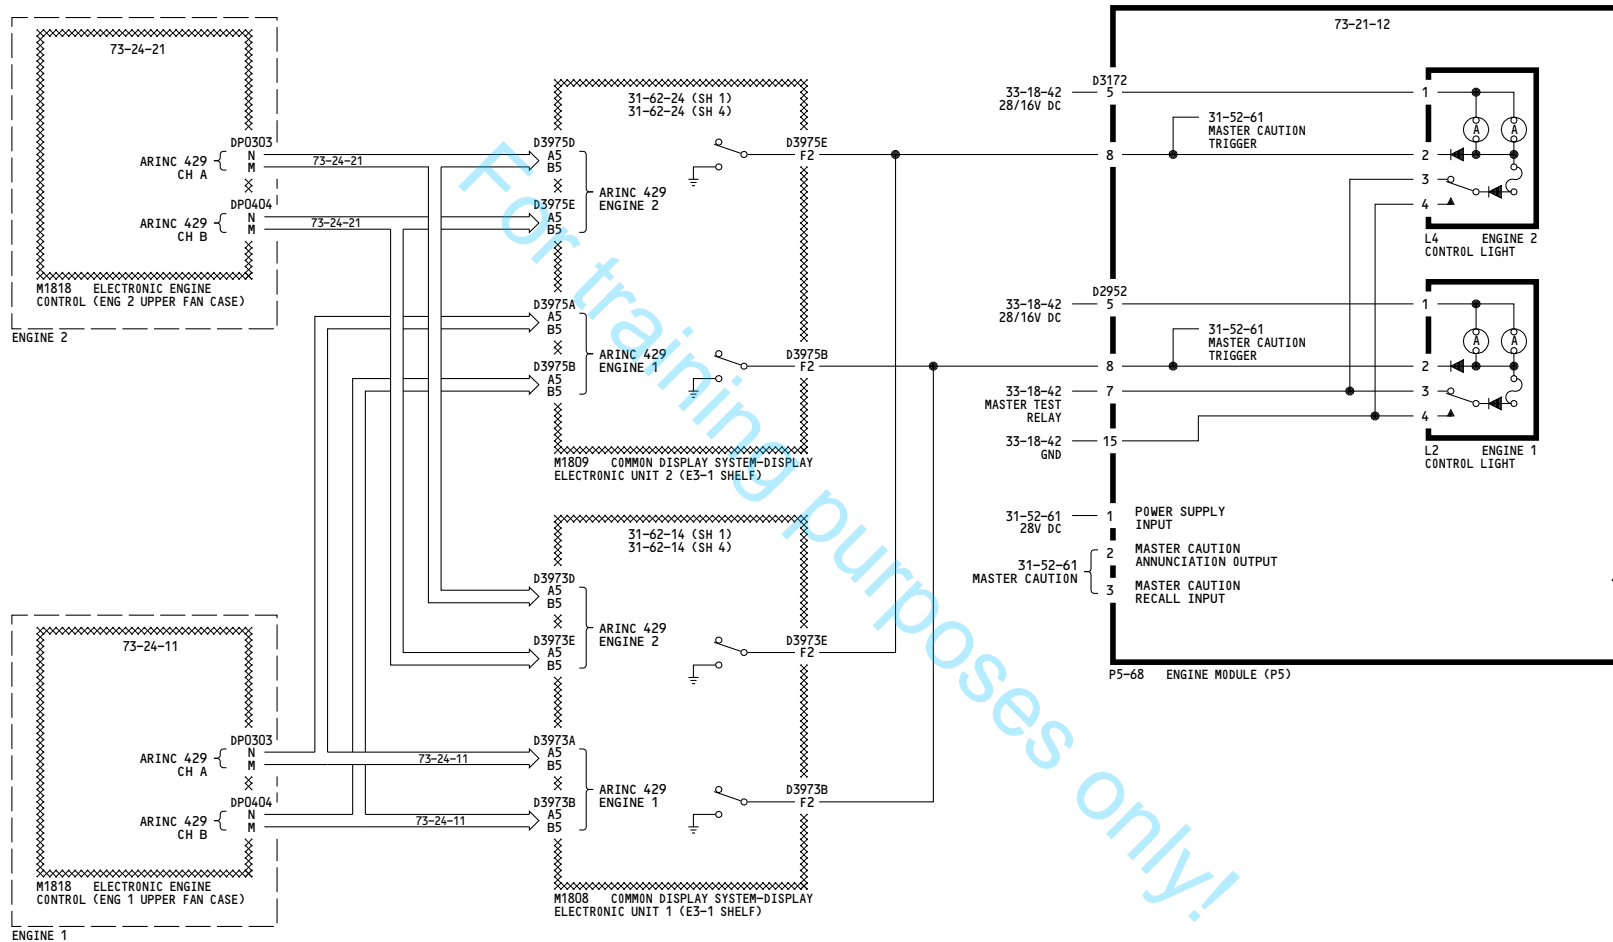 73-24-21
DP0303
ARINC 429
CH A
N
M
73-24-21
DP0404
ARINC 429
CH B
N
M
73-24-21
M1818 ELECTRONIC ENGINE
CONTROL (ENG 2 UPPER FAN CASE)
ENGINE 2
73-24-11
DP0303
ARINC 429
CH A
N
M
73-24-11
DP0404
ARINC 429
CH B
N
M
73-24-11
M1818 ELECTRONIC ENGINE
CONTROL (ENG 1 UPPER FAN CASE)
ENGINE 1
31-62-24 (SH 1)
31-62-24 (SH 4)
D3975D
A5
B5
D3975E
A5
B5
ARINC 429
ENGINE 2
D3975E
F2
D3975A
A5
B5
D3975B
A5
B5
ARINC 429
ENGINE 1
D3975B
F2
M1809 COMMON DISPLAY SYSTEM-DISPLAY
ELECTRONIC UNIT 2 (E3-1 SHELF)
31-62-14 (SH 1)
31-62-14 (SH 4)
D3973D
A5
B5
D3973E
A5
B5
ARINC 429
ENGINE 2
D3973E
F2
D3973A
A5
B5
D3973B
A5
B5
ARINC 429
ENGINE 1
D3973B
F2
M1808 COMMON DISPLAY SYSTEM-DISPLAY
ELECTRONIC UNIT 1 (E3-1 SHELF)
73-21-12
D3172
33-18-42
28/16V DC
5
31-52-61
MASTER CAUTION
TRIGGER
8
1
A
A
2
3
4
L4 ENGINE 2
CONTROL LIGHT
D2952
33-18-42
28/16V DC
5
31-52-61
MASTER CAUTION
TRIGGER
8
33-18-42
MASTER TEST
RELAY
7
33-18-42
GND
15
1
A
A
2
3
4
L2 ENGINE 1
CONTROL LIGHT
31-52-61
28V DC
1
POWER SUPPLY
INPUT
31-52-61
MASTER CAUTION
2
MASTER CAUTION
ANNUNCIATION OUTPUT
3
MASTER CAUTION
RECALL INPUT
P5-68 ENGINE MODULE (P5)
For training purposes only!